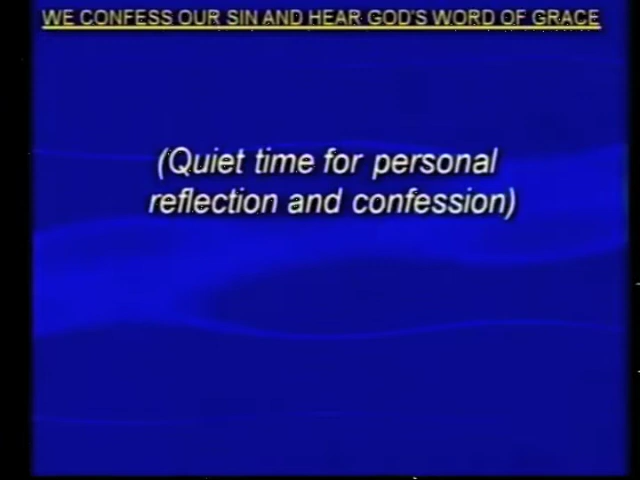 WE CONFESS OUR SIN AND HEAR GOD'S WORD OF GRACE
(Quiet time for personal
reflection and confession)